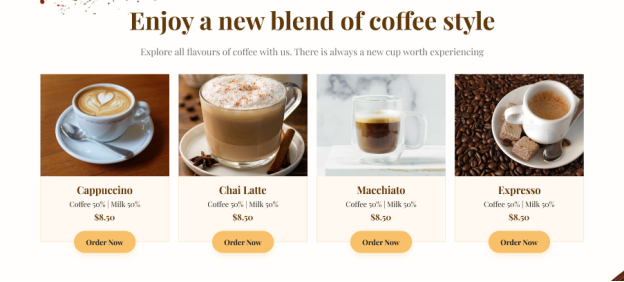 Enjoy a new blend of coffee style
Explore all flavours of coffee with us. There is always a new cup worth experiencing
Cappuccino
Coffee 50% | Milk 50%
$8.50
Order Now
Chai Latte
Coffee 50% | Milk 50%
$8.50
Order Now
Macchiato
Coffee 50% | Milk 50%
$8.50
Order Now
Expresso
Coffee 50% | Milk 50%
$8.50
Order Now